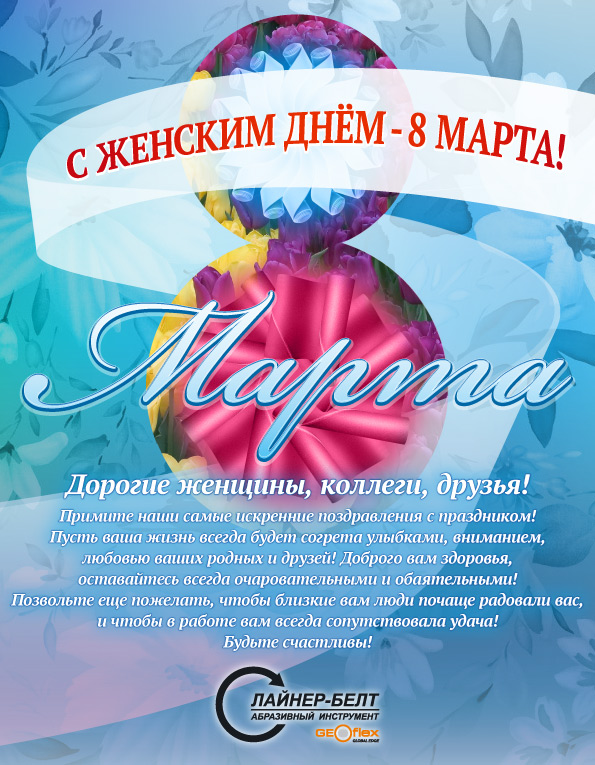 С ЖЕНСКИМ ДНЁМ - 8 МАРТА!
8
Марта
Дорогие женщины, коллеги, друзья!
Примите наши самые искренние поздравления с праздником!
Пусть ваша жизнь всегда будет согрета улыбками, вниманием,
любовью ваших родных и друзей! Доброго вам здоровья,
оставайтесь всегда очаровательными и обаятельными!
Позвольте еще пожелать, чтобы близкие вам люди почаще радовали вас,
и чтобы в работе вам всегда сопутствовала удача!
Будьте счастливы!
ЛАЙНЕР-БЕЛТ
АБРАЗИВНЫЙ ИНСТРУМЕНТ
GEOflex
GLOBAL EDGE